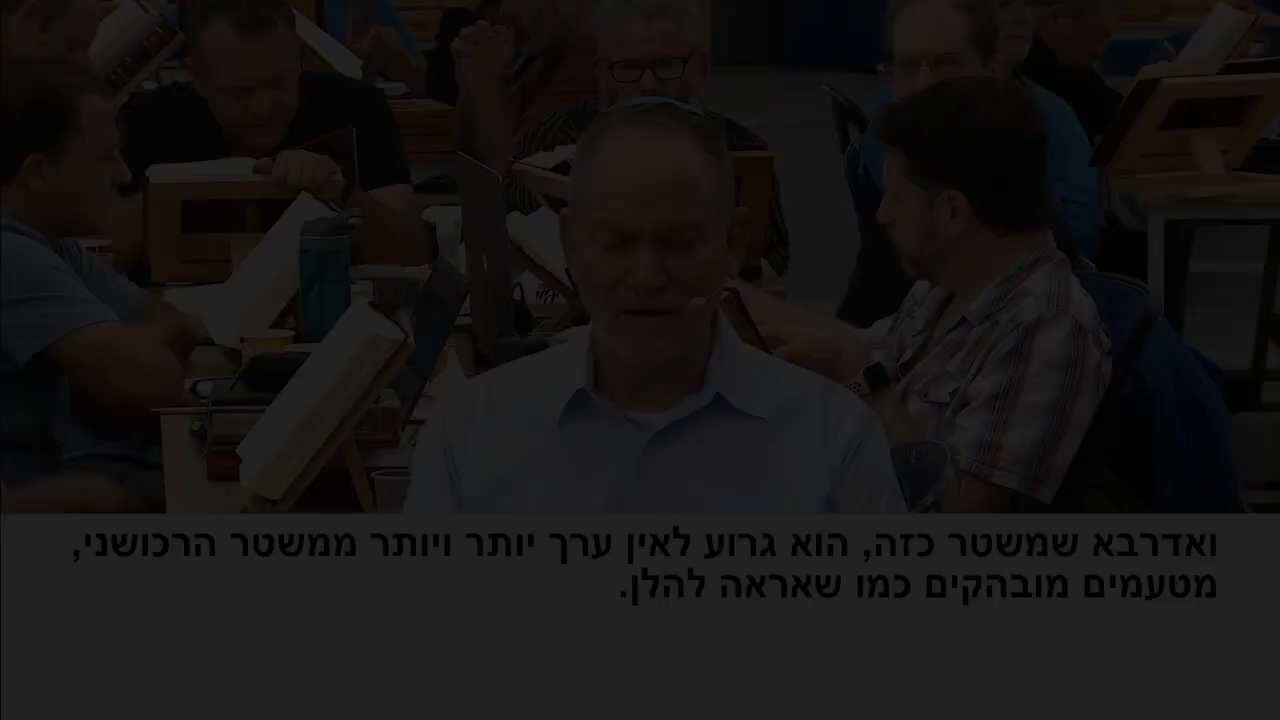 ואדרבא שמשטר כזה, הוא גרוע לאין ערך יותר ויותר ממשטר הרכושני,
מטעמים מובהקים כמו שאראה להלן.